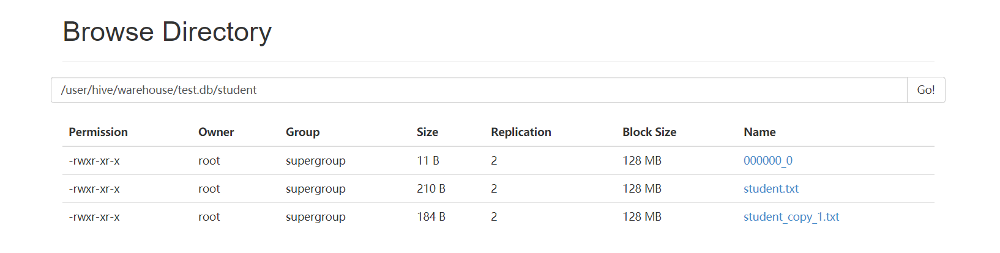 Browse Directory
/user/hive/warehouse/test.db/student Go!
Permission Owner Group Size Replication Block Size Name
-rwxr-xr-x root supergroup 11 B 2 128 MB 000000_0
-rwxr-xr-x root supergroup 210 B 2 128 MB student.txt
-rwxr-xr-x root supergroup 184 B 2 128 MB student_copy_1.txt